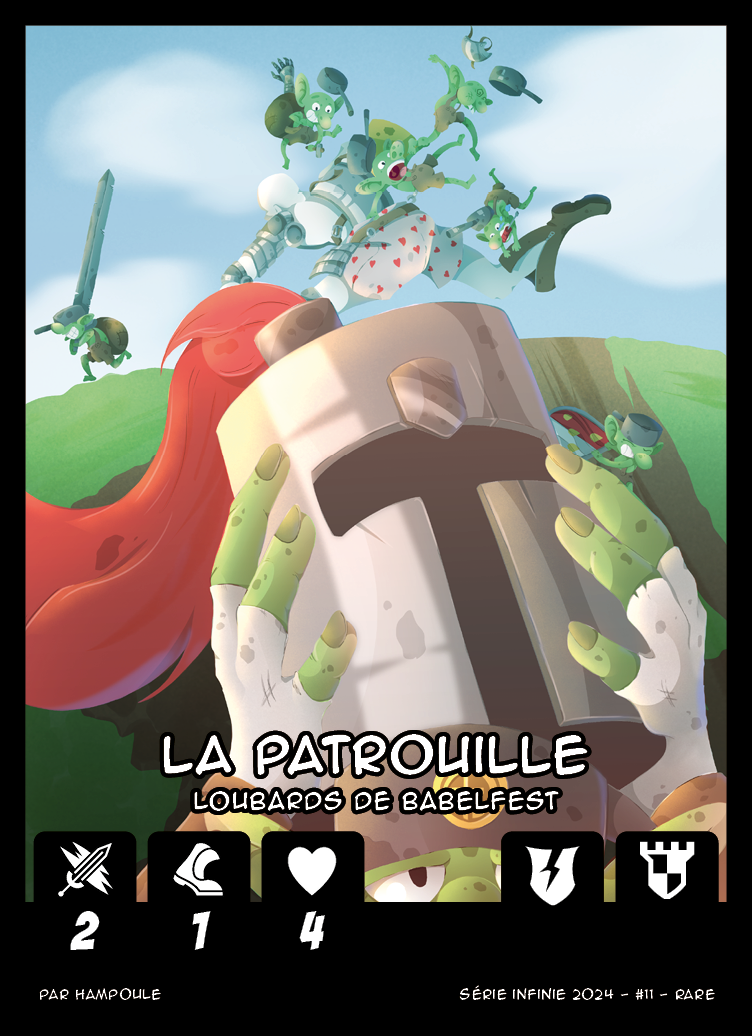 LA PATROUILLE
LOUBARDS DE BABELFEST
2 1 4
PAR HAMPOULE SÉRIE INFINIE 2024 - #11 - RARE